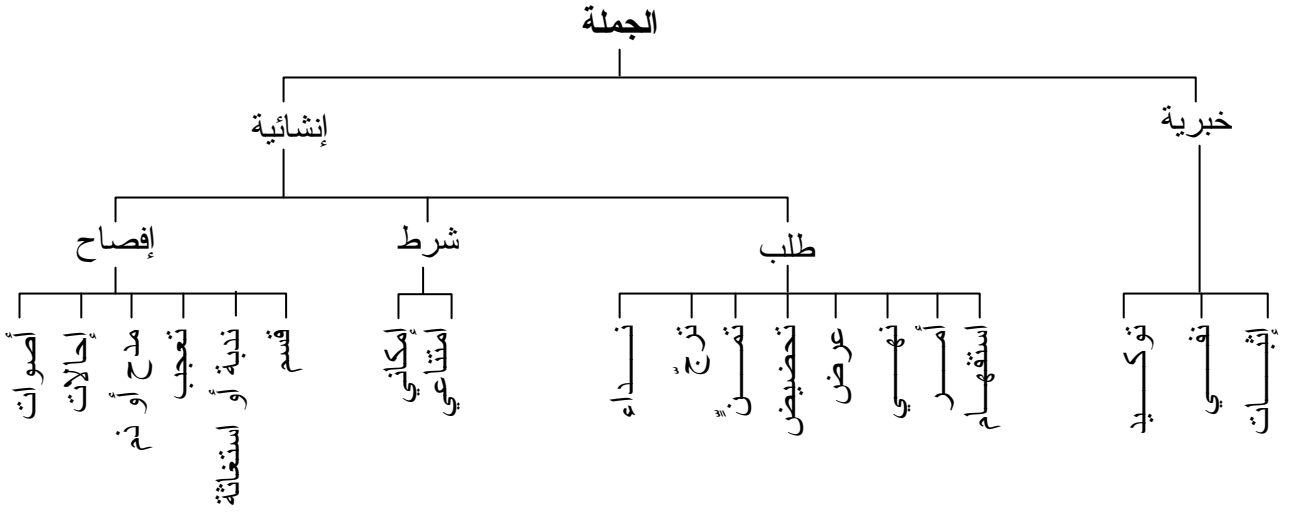 الجملة
خبرية
إنشائية
طلب
شرط
إفصاح
إثبات
نفي
توكيد
استفهام
أمر
نهي
عرض
تحضيض
تمنٍّ
ترجّ
نداء
امتناعي
إمكاني
قسم
ندبة أو استغاثة
تعجب
مدح أو ذم
إحالات
أصوات